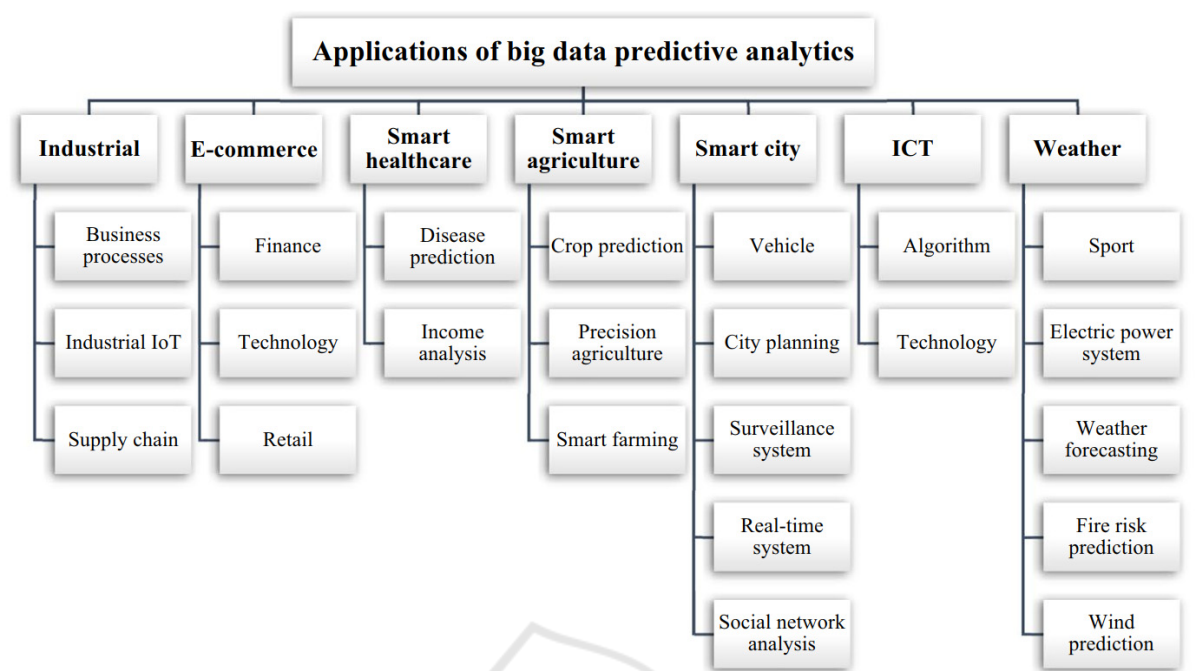 Applications of big data predictive analytics
Industrial
Business
processes
Industrial IoT
Supply chain
E-commerce
Finance
Technology
Retail
Smart
healthcare
Disease
prediction
Income
analysis
Smart
agriculture
Crop prediction
Precision
agriculture
Smart farming
Smart city
Vehicle
City planning
Surveillance
system
Real-time
system
Social network
analysis
ICT
Algorithm
Technology
Weather
Sport
Electric power
system
Weather
forecasting
Fire risk
prediction
Wind
prediction